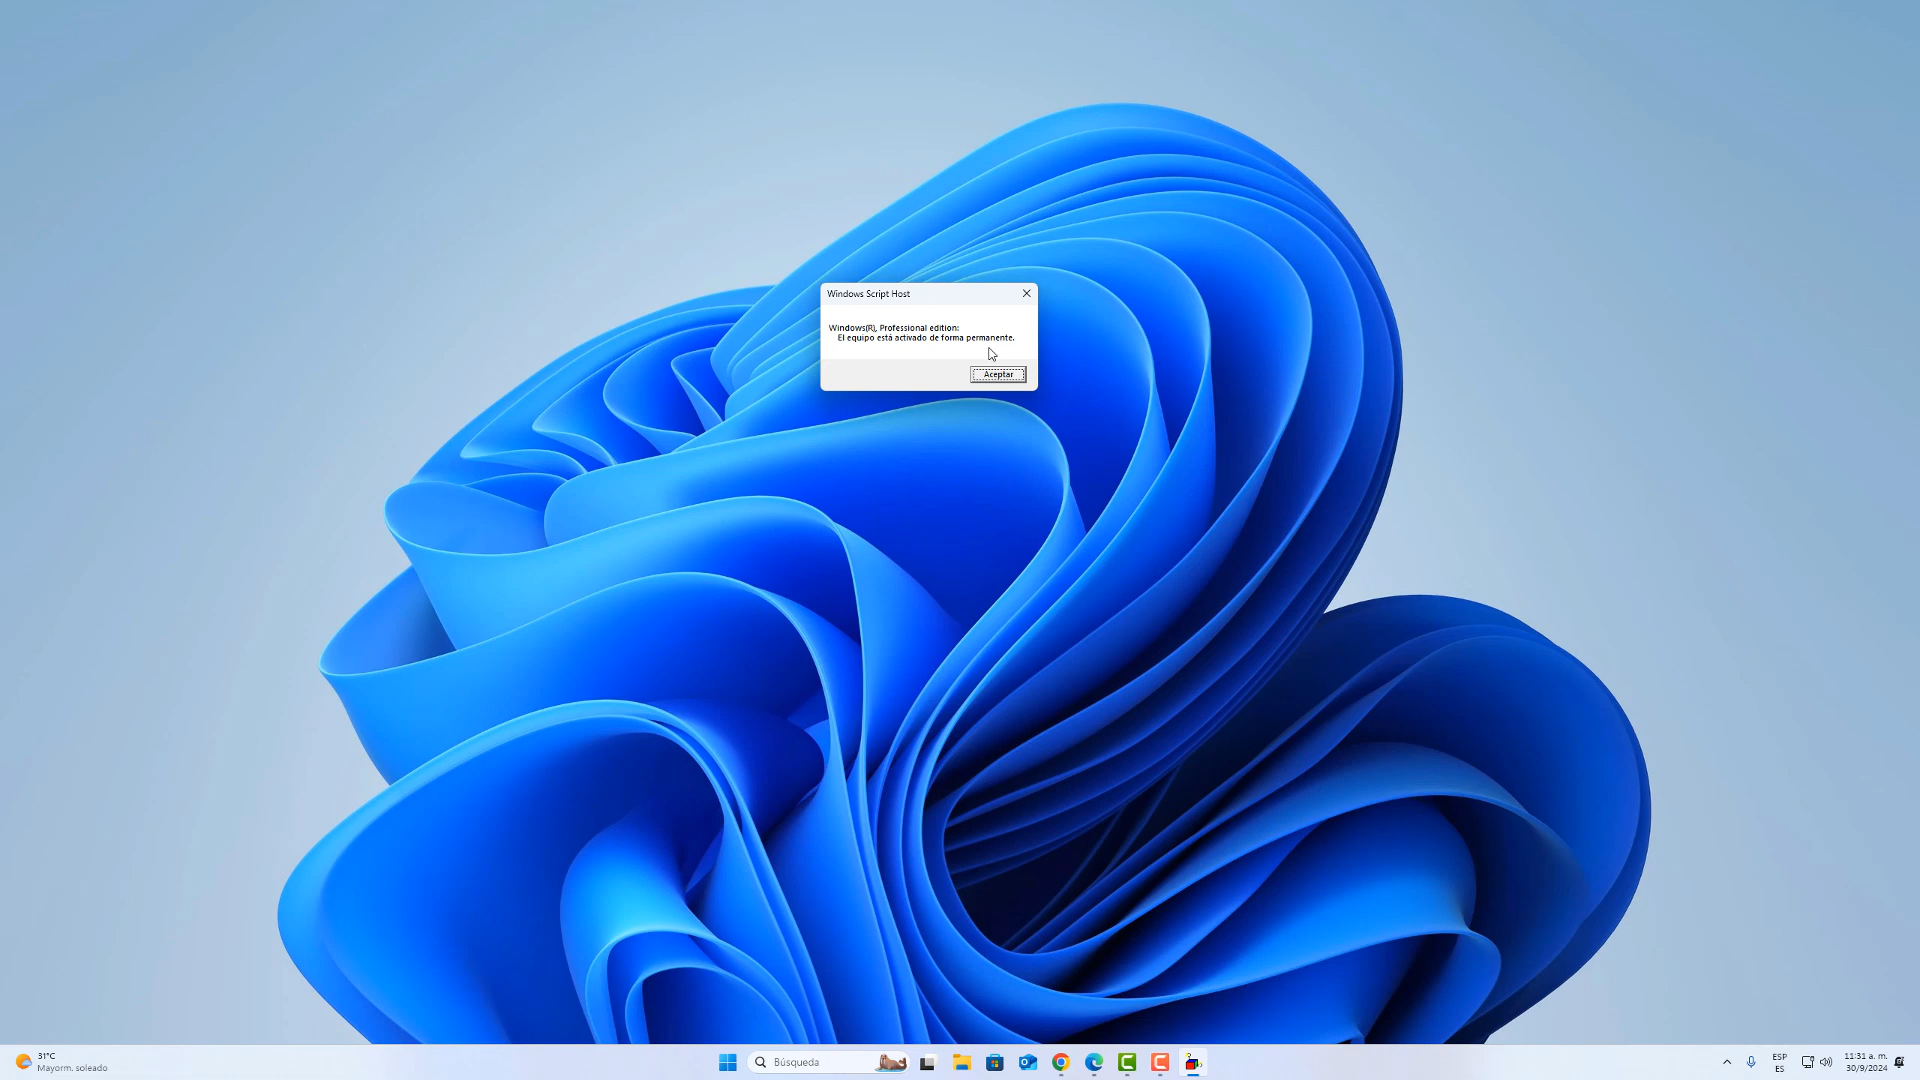 Windows Script Host
Windows(R), Professional edition:
El equipo está activado de forma permanente.
Aceptar
31°C
Mayorm. soleado
Búsqueda
ESP
ES
11:31 a. m.
30/9/2024